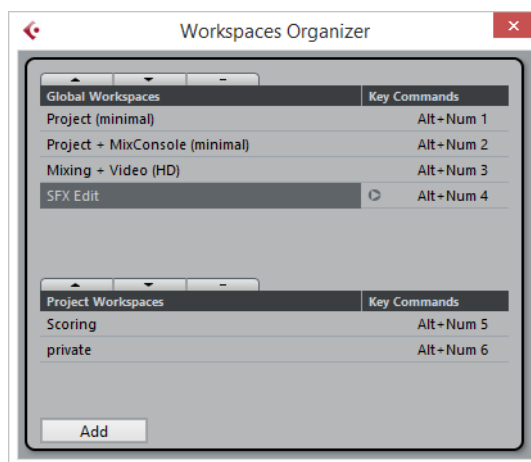 Workspaces Organizer
Global Workspaces Key Commands
Project (minimal) Alt+Num 1
Project + MixConsole (minimal) Alt+Num 2
Mixing + Video (HD) Alt+Num 3
SFX Edit Alt+Num 4
Project Workspaces Key Commands
Scoring Alt+Num 5
private Alt+Num 6
Add